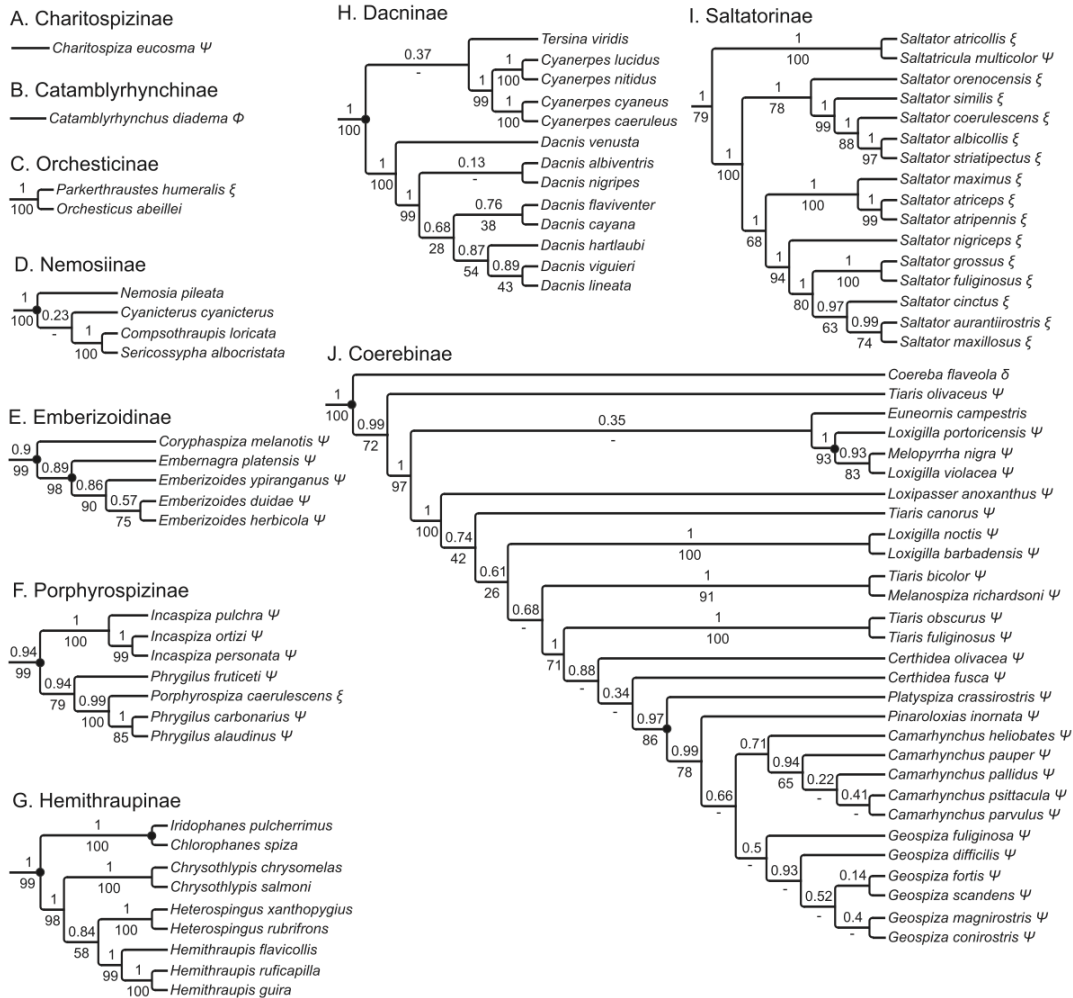 A. Charitospizinae
Charitospiza eucosma Ψ
B. Catamblyrhynchinae
Catamblyrhynchus diadema Φ
C. Orchesticinae
1
100
Parkerthraustes humeralis ξ
Orchesticus abeillei
D. Nemosiinae
1
100
0.23
-
1
100
Nemosia pileata
Cyanicterus cyanicterus
Compsothraupis loricata
Sericossypha albocristata
E. Emberizoidinae
0.9
99
0.89
98
0.86
90
0.57
75
Coryphaspiza melanotis Ψ
Embernagra platensis Ψ
Emberizoides ypiranganus Ψ
Emberizoides duidae Ψ
Emberizoides herbicola Ψ
F. Porphyrospizinae
0.94
99
1
100
1
99
0.94
79
0.99
100
1
85
Incaspiza pulchra Ψ
Incaspiza ortizi Ψ
Incaspiza personata Ψ
Phrygilus fruticeti Ψ
Porphyrospiza caerulescens ξ
Phrygilus carbonarius Ψ
Phrygilus alaudinus Ψ
G. Hemithraupinae
1
99
1
100
1
98
1
100
0.84
58
1
100
1
99
1
100
Iridophanes pulcherrimus
Chlorophanes spiza
Chrysothlypis chrysomelas
Chrysothlypis salmoni
Heterospingus xanthopygius
Heterospingus rubrifrons
Hemithraupis flavicollis
Hemithraupis ruficapilla
Hemithraupis guira
H. Dacninae
1
100
0.37
-
1
99
1
100
1
100
1
100
1
99
0.13
-
0.68
28
0.76
38
0.87
54
0.89
43
Tersina viridis
Cyanerpes lucidus
Cyanerpes nitidus
Cyanerpes cyaneus
Cyanerpes caeruleus
Dacnis venusta
Dacnis albiventris
Dacnis nigripes
Dacnis flaviventer
Dacnis cayana
Dacnis hartlaubi
Dacnis viguieri
Dacnis lineata
I. Saltatorinae
1
79
1
100
1
100
1
78
1
99
1
88
1
97
1
68
1
100
1
99
1
94
1
80
1
100
0.97
63
0.99
74
Saltator atricollis ξ
Saltatricula multicolor Ψ
Saltator orenocensis ξ
Saltator similis ξ
Saltator coerulescens ξ
Saltator albicollis ξ
Saltator striatipectus ξ
Saltator maximus ξ
Saltator atriceps ξ
Saltator atripennis ξ
Saltator nigriceps ξ
Saltator grossus ξ
Saltator fuliginosus ξ
Saltator cinctus ξ
Saltator aurantiirostris ξ
Saltator maxillosus ξ
J. Coerebinae
1
100
0.99
72
1
97
0.35
-
1
93
0.93
83
1
100
0.74
42
0.61
26
1
100
0.68
-
1
91
1
71
1
100
0.88
-
0.34
-
0.97
86
0.99
78
0.66
-
0.71
0.94
65
0.22
-
0.41
-
0.5
-
0.93
-
0.52
-
0.14
0.4
-
Coereba flaveola δ
Tiaris olivaceus Ψ
Euneornis campestris
Loxigilla portoricensis Ψ
Melopyrrha nigra Ψ
Loxigilla violacea Ψ
Loxipasser anoxanthus Ψ
Tiaris canorus Ψ
Loxigilla noctis Ψ
Loxigilla barbadensis Ψ
Tiaris bicolor Ψ
Melanospiza richardsoni Ψ
Tiaris obscurus Ψ
Tiaris fuliginosus Ψ
Certhidea olivacea Ψ
Certhidea fusca Ψ
Platyspiza crassirostris Ψ
Pinaroloxias inornata Ψ
Camarhynchus heliobates Ψ
Camarhynchus pauper Ψ
Camarhynchus pallidus Ψ
Camarhynchus psittacula Ψ
Camarhynchus parvulus Ψ
Geospiza fuliginosa Ψ
Geospiza difficilis Ψ
Geospiza fortis Ψ
Geospiza scandens Ψ
Geospiza magnirostris Ψ
Geospiza conirostris Ψ